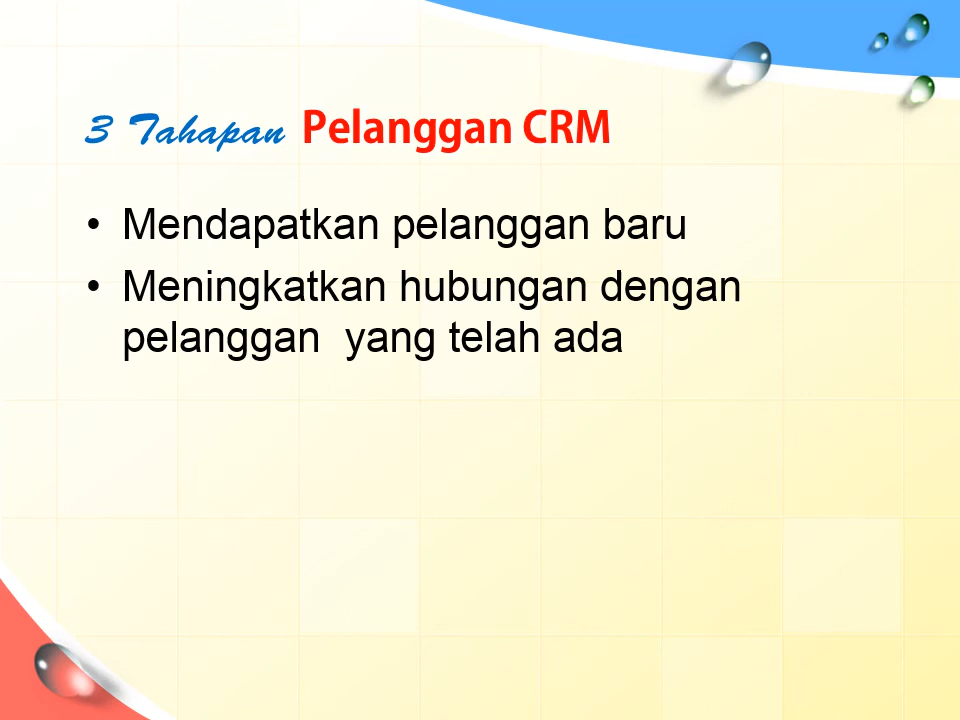 3 Tahapan Pelanggan CRM
• Mendapatkan pelanggan baru
• Meningkatkan hubungan dengan
pelanggan yang telah ada